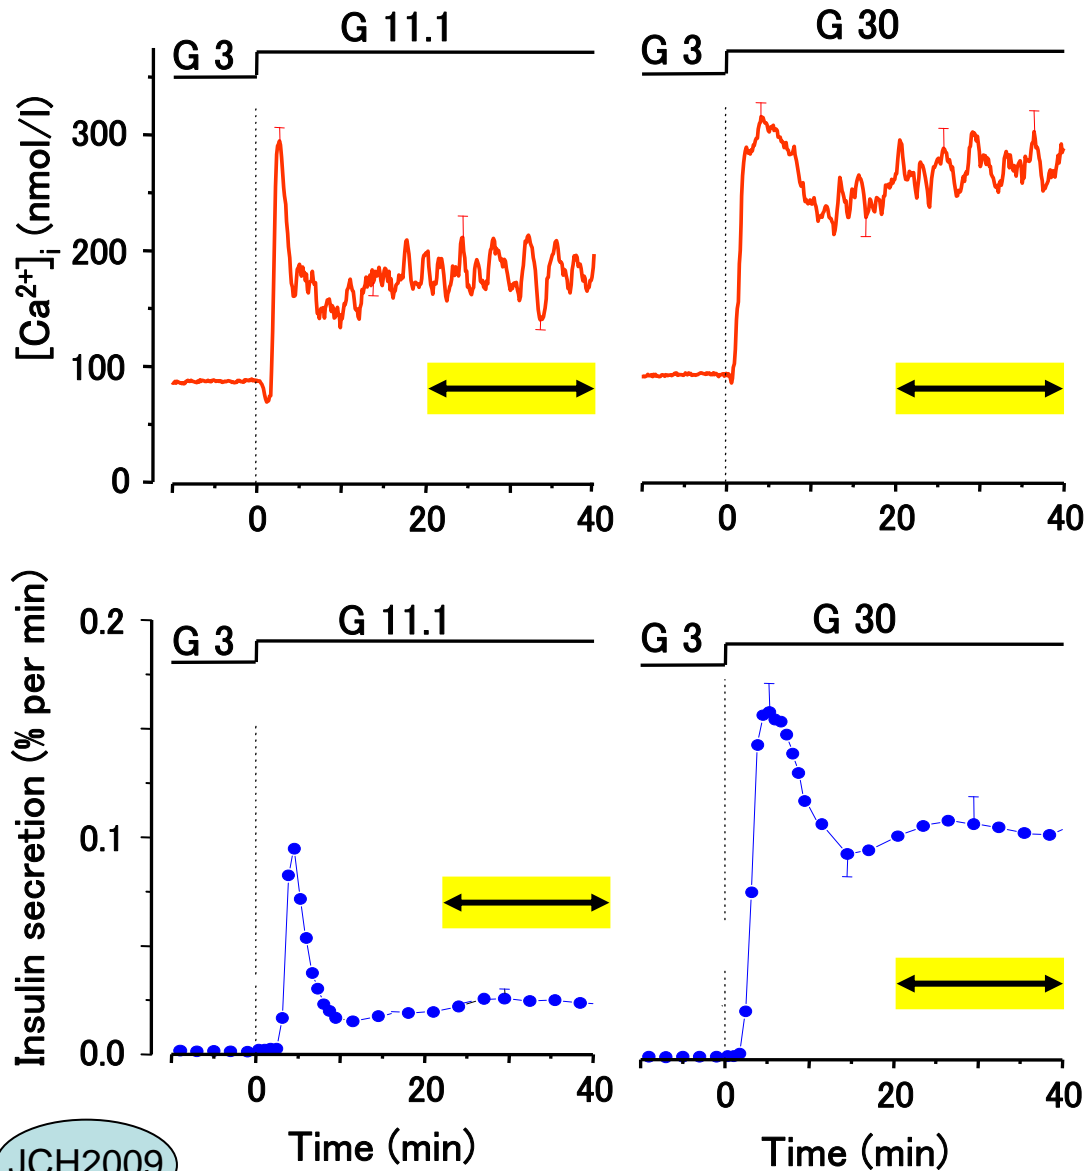 G 11.1
G 30
G 3
G 3
[Ca²⁺]ᵢ (nmol/l)
300
200
100
0
0 20 40
0 20 40
G 11.1
G 30
G 3
G 3
Insulin secretion (% per min)
0.2
0.1
0.0
0 20 40
0 20 40
Time (min)
Time (min)
JCH2009